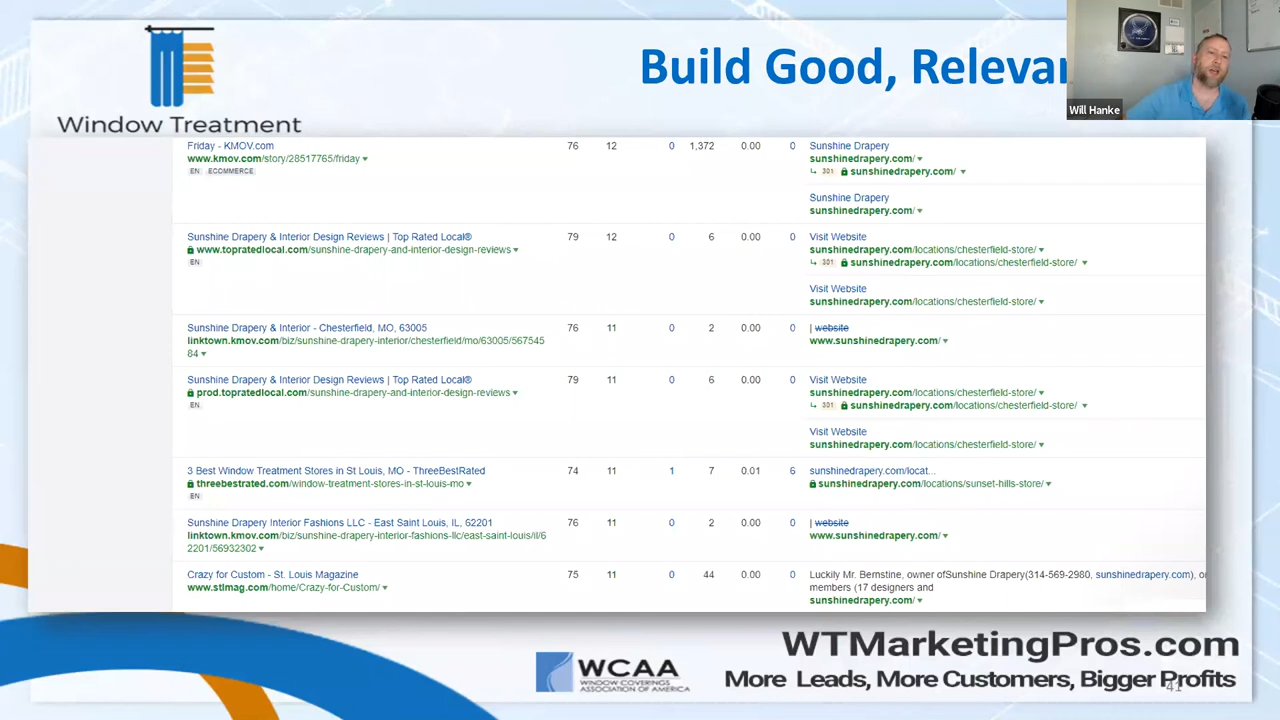 Build Good, Relevan
Will Hanke
Window Treatment
Friday - KMOV.com 76 12 0 1,372 0.00 0 Sunshine Drapery
www.kmov.com/story/28517765/friday sunshinedrapery.com/
EN ECOMMERCE 301 sunshinedrapery.com/
Sunshine Drapery
sunshinedrapery.com/
Sunshine Drapery & Interior Design Reviews | Top Rated Local® 79 12 0 6 0.00 0 Visit Website
www.topratedlocal.com/sunshine-drapery-and-interior-design-reviews sunshinedrapery.com/locations/chesterfield-store/
EN 301 sunshinedrapery.com/locations/chesterfield-store/
Visit Website
sunshinedrapery.com/locations/chesterfield-store/
Sunshine Drapery & Interior - Chesterfield, MO, 63005 76 11 0 2 0.00 0 | website
linktown.kmov.com/biz/sunshine-drapery-interior/chesterfield/mo/63005/567545 www.sunshinedrapery.com/
84
Sunshine Drapery & Interior Design Reviews | Top Rated Local® 79 11 0 6 0.00 0 Visit Website
prod.topratedlocal.com/sunshine-drapery-and-interior-design-reviews sunshinedrapery.com/locations/chesterfield-store/
EN 301 sunshinedrapery.com/locations/chesterfield-store/
Visit Website
sunshinedrapery.com/locations/chesterfield-store/
3 Best Window Treatment Stores in St Louis, MO - ThreeBestRated 74 11 1 7 0.01 6 sunshinedrapery.com/locat...
threebestrated.com/window-treatment-stores-in-st-louis-mo sunshinedrapery.com/locations/sunset-hills-store/
EN
Sunshine Drapery Interior Fashions LLC - East Saint Louis, IL, 62201 76 11 0 2 0.00 0 | website
linktown.kmov.com/biz/sunshine-drapery-interior-fashions-llc/east-saint-louis/il/6 www.sunshinedrapery.com/
2201/56932302
Crazy for Custom - St. Louis Magazine 75 11 0 44 0.00 0 Luckily Mr. Bernstine, owner ofSunshine Drapery(314-569-2980, sunshinedrapery.com), o
www.stlmag.com/home/Crazy-for-Custom/ members (17 designers and
sunshinedrapery.com/
WTMarketingPros.com
WCAA
WINDOW COVERINGS
ASSOCIATION OF AMERICA
More Leads, More Customers, Bigger Profits
41